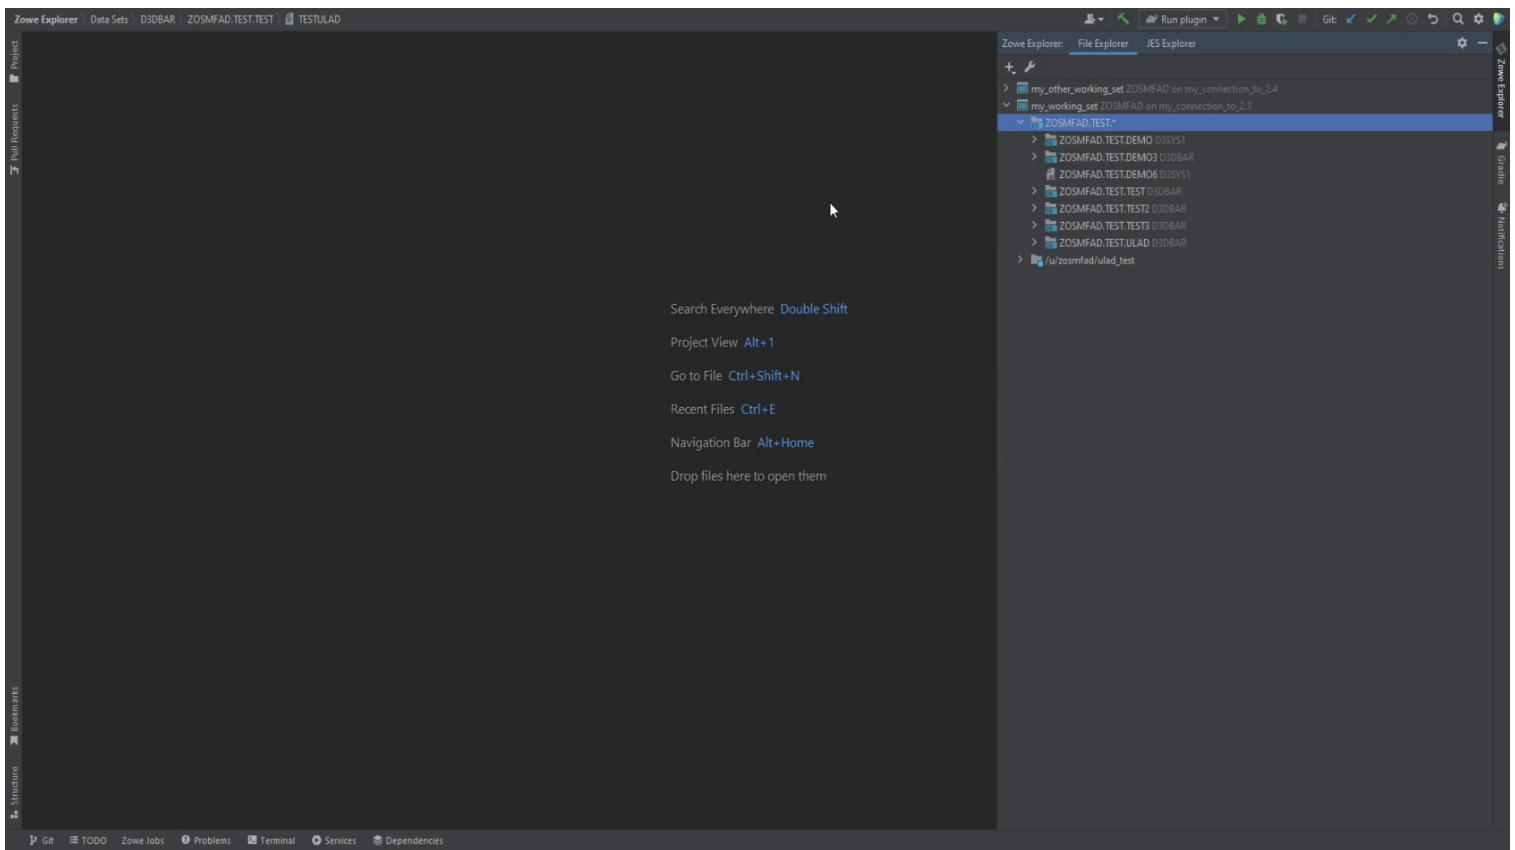 Zowe Explorer Data Sets D3DBAR ZOSMFAD.TEST.TEST TESTULAD
Run plugin Git:
Project
Pull Requests
Bookmarks
Structure
Search Everywhere Double Shift
Project View Alt+1
Go to File Ctrl+Shift+N
Recent Files Ctrl+E
Navigation Bar Alt+Home
Drop files here to open them
Zowe Explorer: File Explorer JES Explorer
my_other_working_set ZOSMFAD on my_connection_to_2.4
my_working_set ZOSMFAD on my_connection_to_2.3
ZOSMFAD.TEST.*
ZOSMFAD.TEST.DEMO D3SYS1
ZOSMFAD.TEST.DEMO3 D3DBAR
ZOSMFAD.TEST.DEMO6 D3SYS1
ZOSMFAD.TEST.TEST D3DBAR
ZOSMFAD.TEST.TEST2 D3DBAR
ZOSMFAD.TEST.TEST3 D3DBAR
ZOSMFAD.TEST.ULAD D3DBAR
/u/zosmfad/ulad_test
Zowe Explorer
Gradle
Notifications
Git TODO Zowe Jobs Problems Terminal Services Dependencies